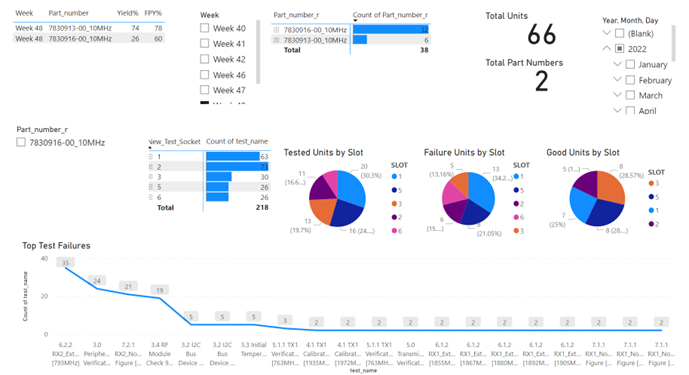 Week Part_number Yield% FPY%
Week 48 7830913-00_10MHz 74 78
Week 48 7830916-00_10MHz 26 60
Week
Week 40
Week 41
Week 42
Week 46
Week 47
Part_number_r Count of Part_number_r
7830916-00_10MHz 32
7830913-00_10MHz 6
Total 38
Total Units
66
Total Part Numbers
2
Year, Month, Day
(Blank)
2022
January
February
March
April
Part_number_r
7830916-00_10MHz
New_Test_Socket Count of test_name
1 63
2
3 30
5 26
6 26
Total 218
Tested Units by Slot
20
(30.3%)
16 (24....)
13
(19.7%)
11
(16.6...)
SLOT
1
5
3
2
6
Failure Units by Slot
13
(34.2...)
8
(21.05%)
6
(15....)
5
(13.16%)
SLOT
1
5
2
6
3
Good Units by Slot
8
(28.57%)
8 (28....)
7
(25%)
5 (1...)
SLOT
3
5
1
2
Top Test Failures
Count of test_name
40
20
0
35 24 21 19 5 5 5 3 2 2 2 2 2 2 2 2 2 2 2 2
6.2.2 3.0 7.2.1 3.4 RF 3.2 I2C 3.2 I2C 3.3 Initial 5.1.1 TX1 4.1 TX1 4.1 TX1 5.1.1 TX1 5.0 6.1.2 6.1.2 6.1.2 6.1.2 6.1.2 7.1.1 7.1.1 7.1.1
RX2_Ext... Periphe... RX2_No... Module Bus Bus Temper... Verificat... Calibrat... Calibrat... Verificat... Transmi... RX1_Ext... RX1_Ext... RX1_Ext... RX1_Ext... RX1_Ext... RX1_No... RX1_No... RX1_No...
[793MHz] Verificat... Figure [... Check 9... Device ... Device ... [763MH... [1935M... [1972M... [763MH... Verificat... [1855M... [1867M... [1880M... [1892M... [1905M... Figure [... Figure [... Figure [...
test_name